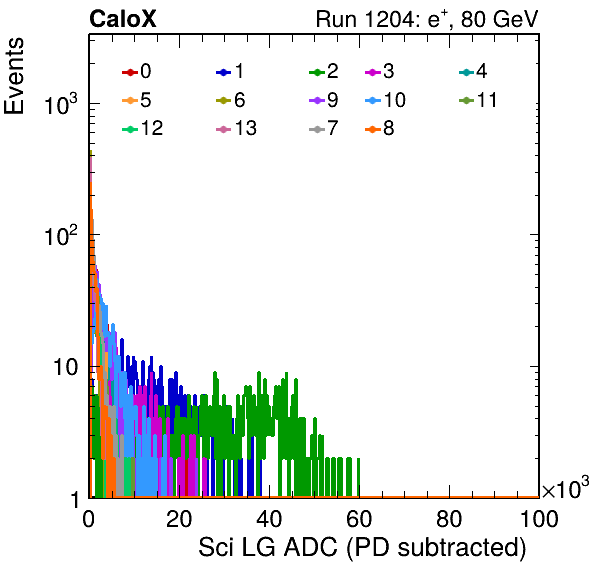 CaloX Run 1204: e⁺, 80 GeV
Events
0 1 2 3 4
5 6 9 10 11
12 13 7 8
10³
10²
10
1
0 20 40 60 80 100
×10³
Sci LG ADC (PD subtracted)